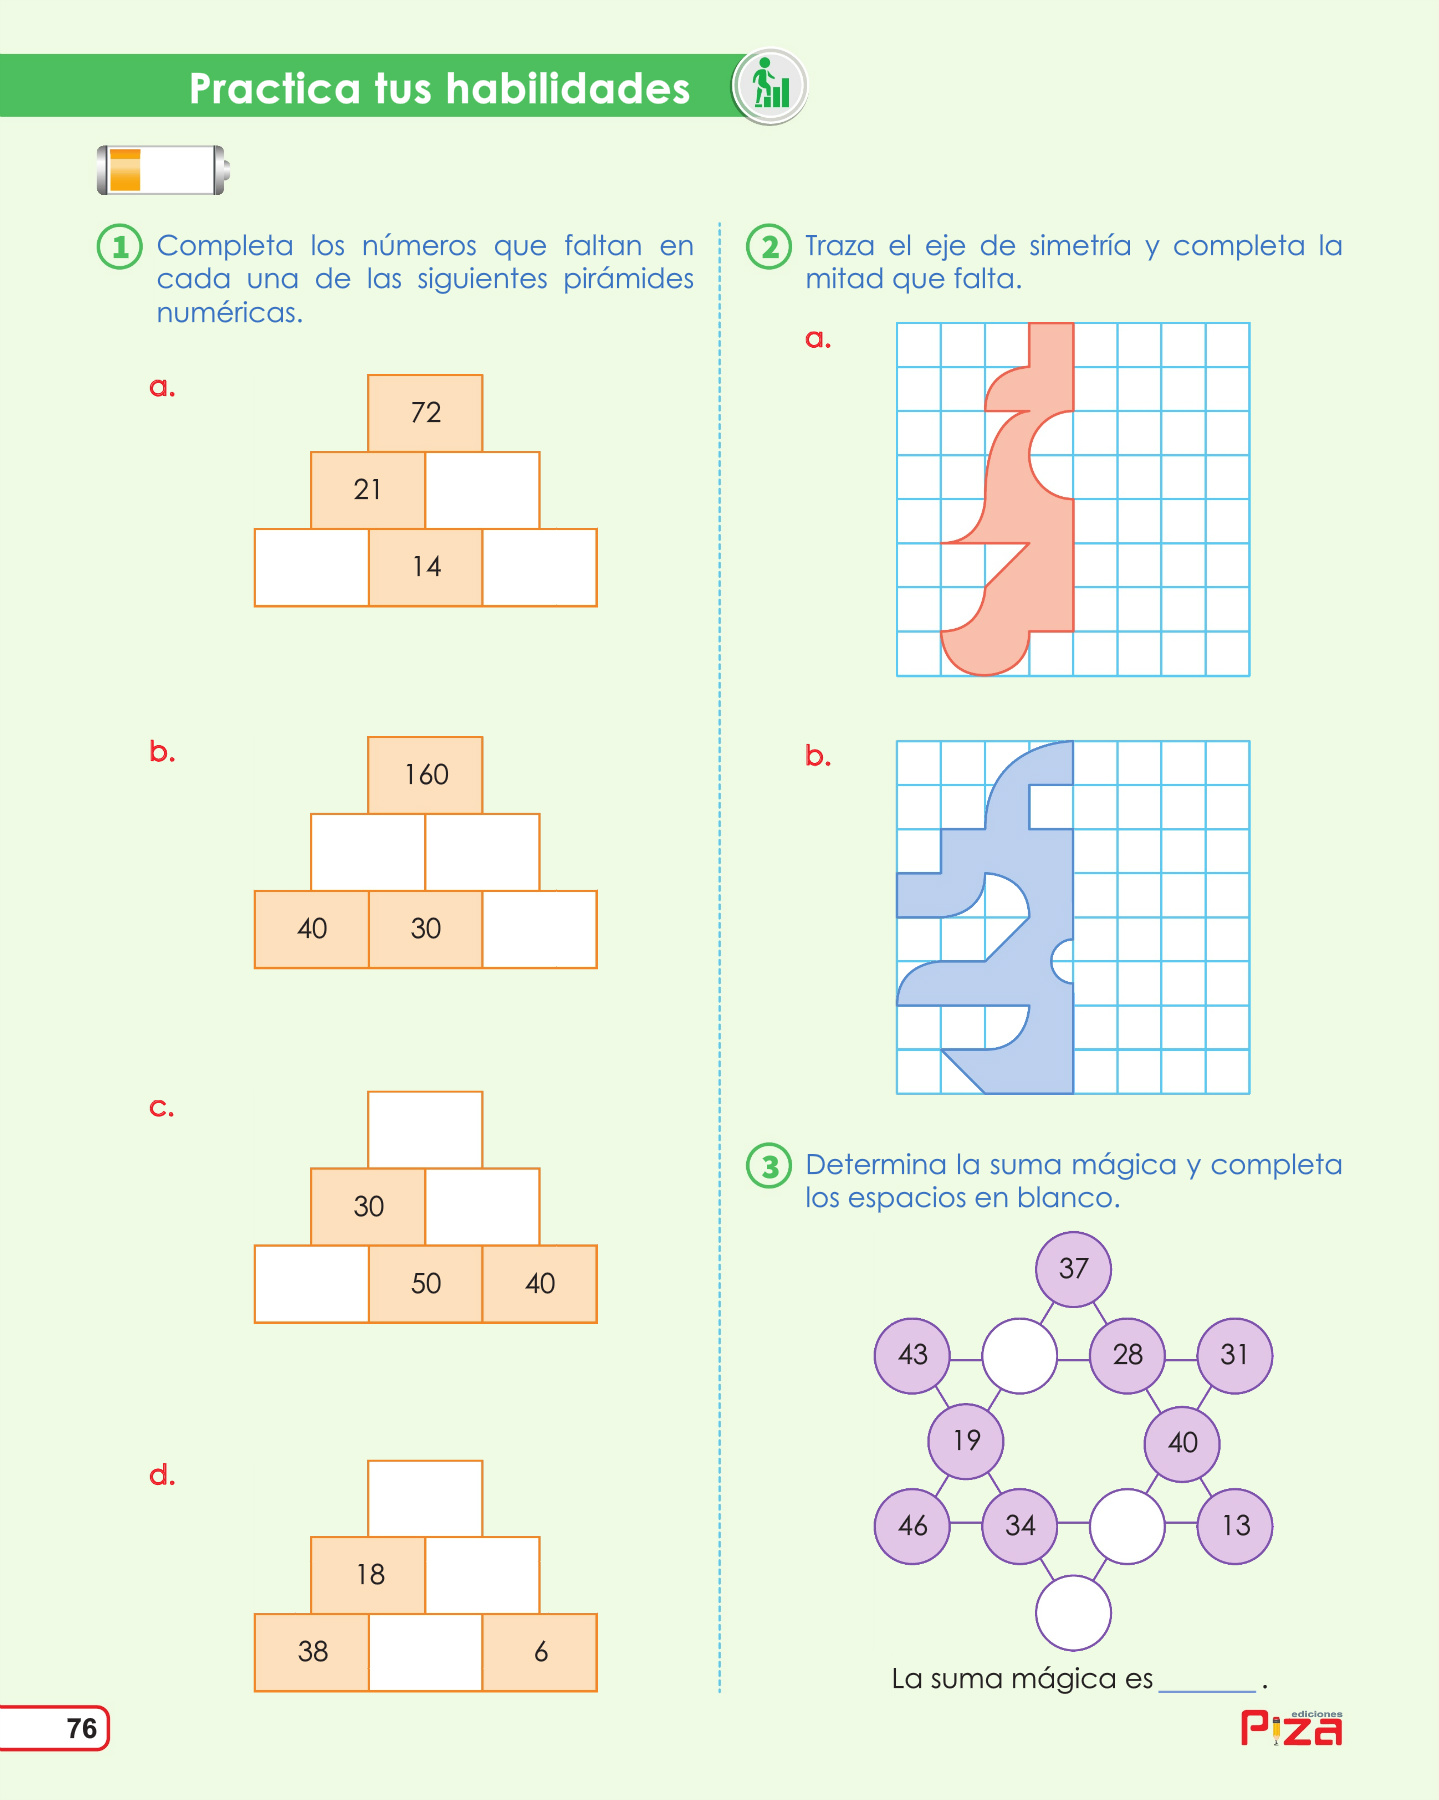 Practica tus habilidades
1 Completa los números que faltan en
cada una de las siguientes pirámides
numéricas.
a.
72
21
14
b.
160
40 30
c.
30
50 40
d.
18
38 6
2 Traza el eje de simetría y completa la
mitad que falta.
a.
b.
3 Determina la suma mágica y completa
los espacios en blanco.
37
43 28 31
19 40
46 34 13
La suma mágica es _______ .
76
ediciones
Piza